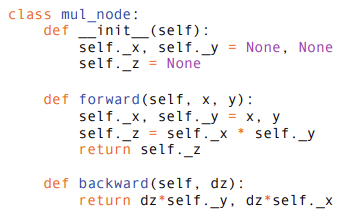 class mul_node:
    def __init__(self):
        self._x, self._y = None, None
        self._z = None

    def forward(self, x, y):
        self._x, self._y = x, y
        self._z = self._x * self._y
        return self._z

    def backward(self, dz):
        return dz*self._y, dz*self._x